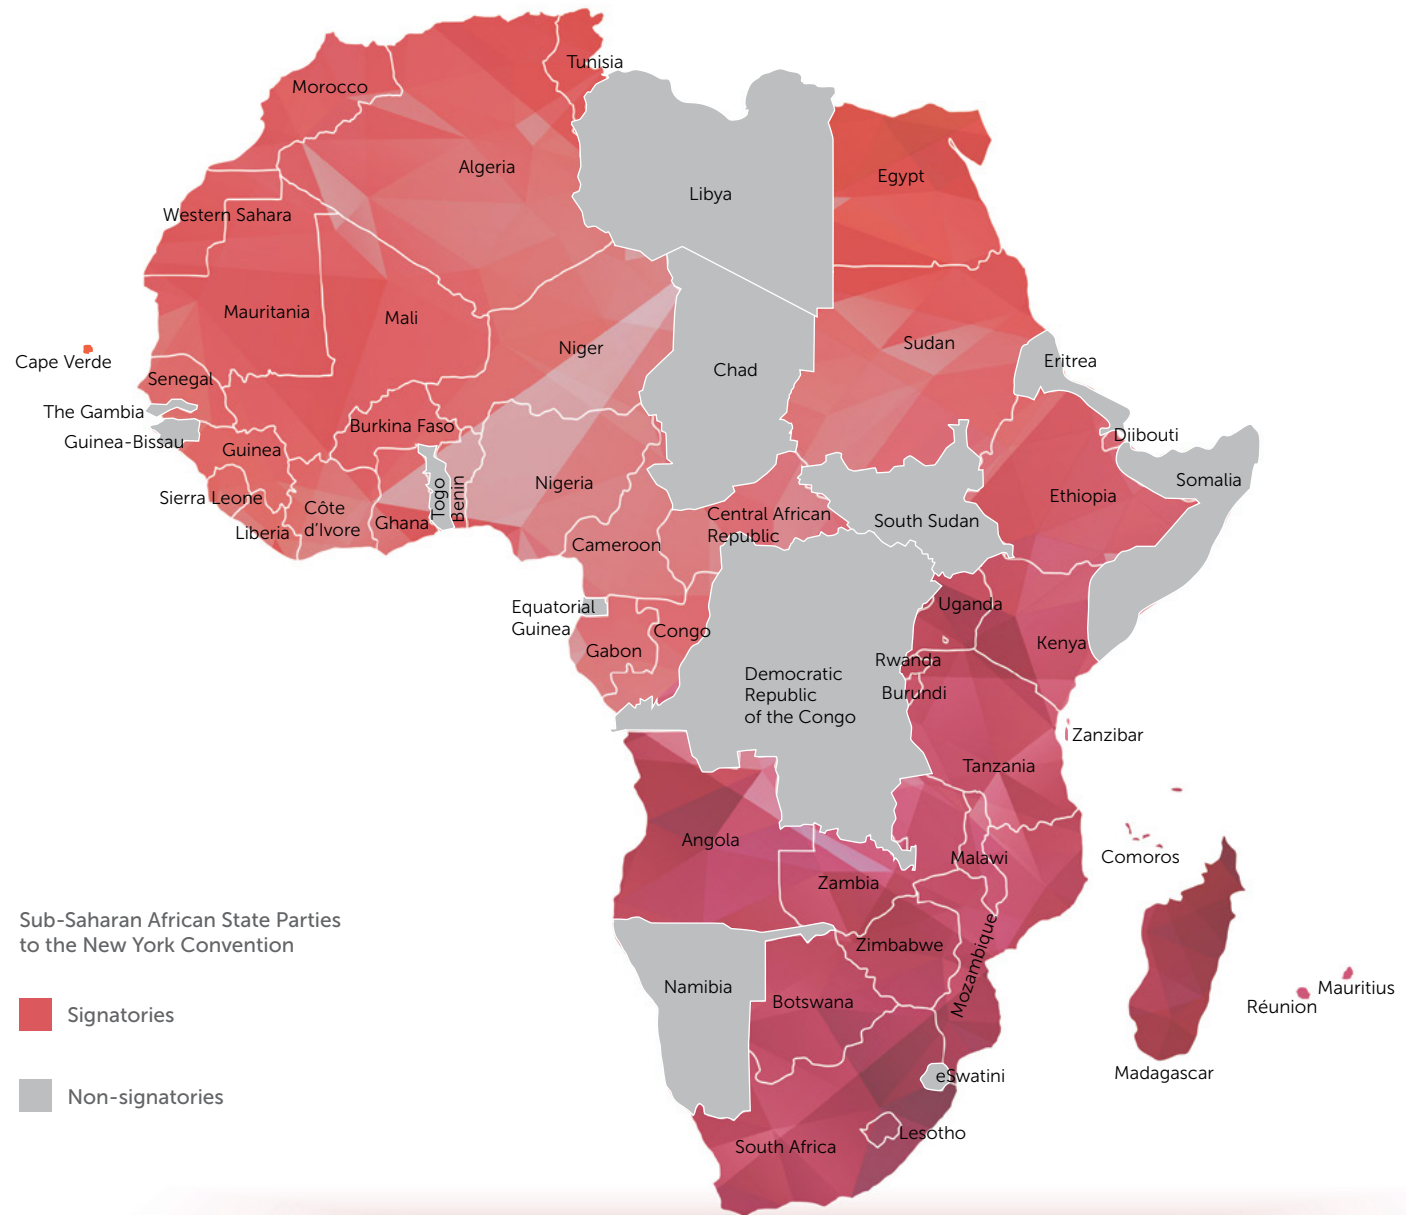 Tunisia
Morocco
Algeria
Libya
Egypt
Western Sahara
Mauritania
Mali
Niger
Chad
Sudan
Eritrea
Cape Verde
Senegal
The Gambia
Guinea-Bissau
Guinea
Burkina Faso
Djibouti
Somalia
Sierra Leone
Liberia
Côte
d’Ivore
Ghana
Togo
Benin
Nigeria
Ethiopia
Central African
Republic
South Sudan
Cameroon
Equatorial
Guinea
Gabon
Congo
Uganda
Kenya
Rwanda
Burundi
Democratic
Republic
of the Congo
Zanzibar
Tanzania
Angola
Zambia
Malawi
Comoros
Mozambique
Zimbabwe
Namibia
Botswana
Mauritius
Réunion
Madagascar
eSwatini
Lesotho
South Africa
Sub-Saharan African State Parties
to the New York Convention
Signatories
Non-signatories